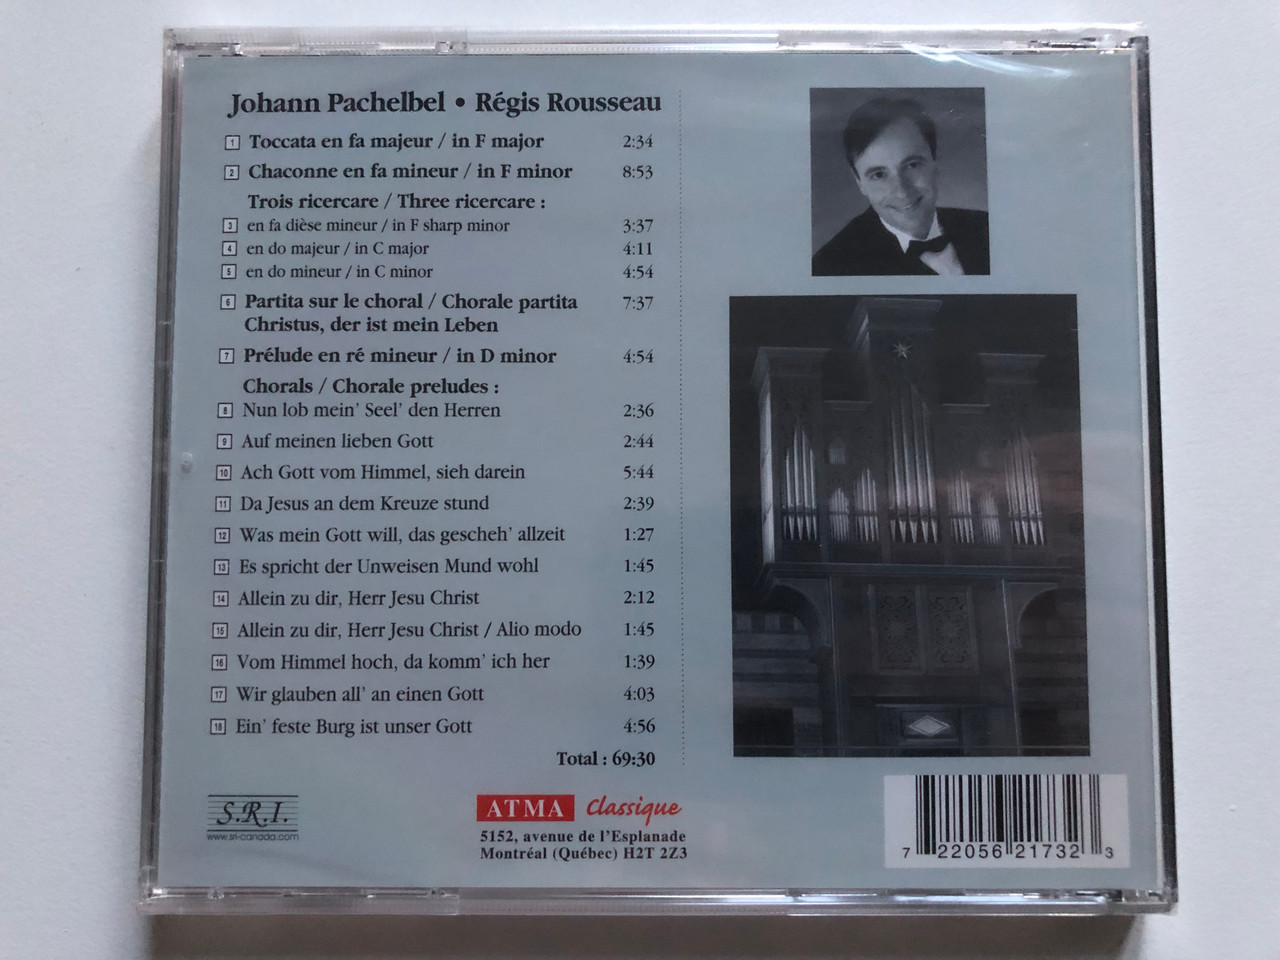 Johann Pachelbel • Régis Rousseau
1 Toccata en fa majeur / in F major 2:34
2 Chaconne en fa mineur / in F minor 8:53
Trois ricercare / Three ricercare :
3 en fa dièse mineur / in F sharp minor 3:37
4 en do majeur / in C major 4:11
5 en do mineur / in C minor 4:54
6 Partita sur le choral / Chorale partita 7:37
Christus, der ist mein Leben
7 Prélude en ré mineur / in D minor 4:54
Chorals / Chorale preludes :
8 Nun lob mein' Seel' den Herren 2:36
9 Auf meinen lieben Gott 2:44
10 Ach Gott vom Himmel, sieh darein 5:44
11 Da Jesus an dem Kreuze stund 2:39
12 Was mein Gott will, das gescheh' allzeit 1:27
13 Es spricht der Unweisen Mund wohl 1:45
14 Allein zu dir, Herr Jesu Christ 2:12
15 Allein zu dir, Herr Jesu Christ / Alio modo 1:45
16 Vom Himmel hoch, da komm' ich her 1:39
17 Wir glauben all' an einen Gott 4:03
18 Ein' feste Burg ist unser Gott 4:56
Total : 69:30
S.R.I.
www.sri-canada.com
ATMA Classique
5152, avenue de l'Esplanade
Montréal (Québec) H2T 2Z3
7 22056 21732 3